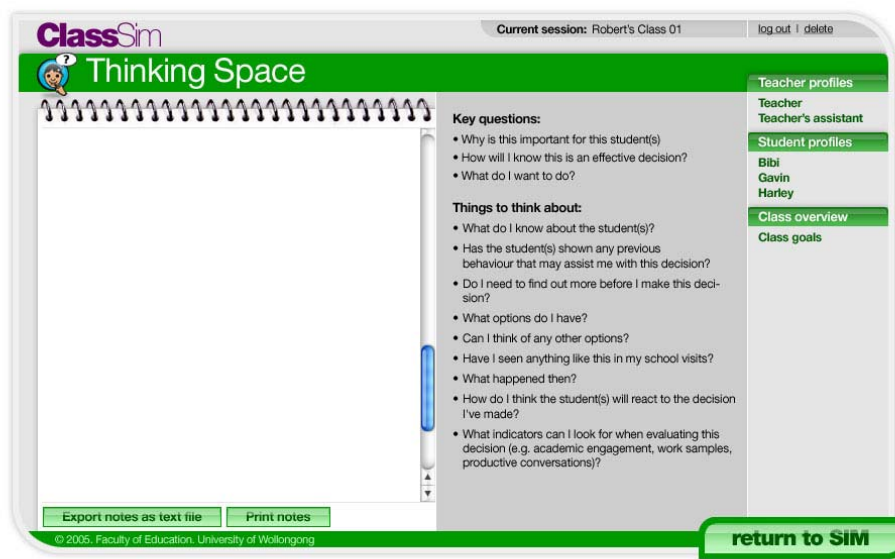 ClassSim
Current session: Robert's Class 01
log out | delete
?
Thinking Space
Key questions:
• Why is this important for this student(s)
• How will I know this is an effective decision?
• What do I want to do?
Things to think about:
• What do I know about the student(s)?
• Has the student(s) shown any previous
behaviour that may assist me with this decision?
• Do I need to find out more before I make this deci-
sion?
• What options do I have?
• Can I think of any other options?
• Have I seen anything like this in my school visits?
• What happened then?
• How do I think the student(s) will react to the decision
I've made?
• What indicators can I look for when evaluating this
decision (e.g. academic engagement, work samples,
productive conversations)?
Teacher profiles
Teacher
Teacher's assistant
Student profiles
Bibi
Gavin
Harley
Class overview
Class goals
Export notes as text file
Print notes
© 2005. Faculty of Education. University of Wollongong
return to SIM